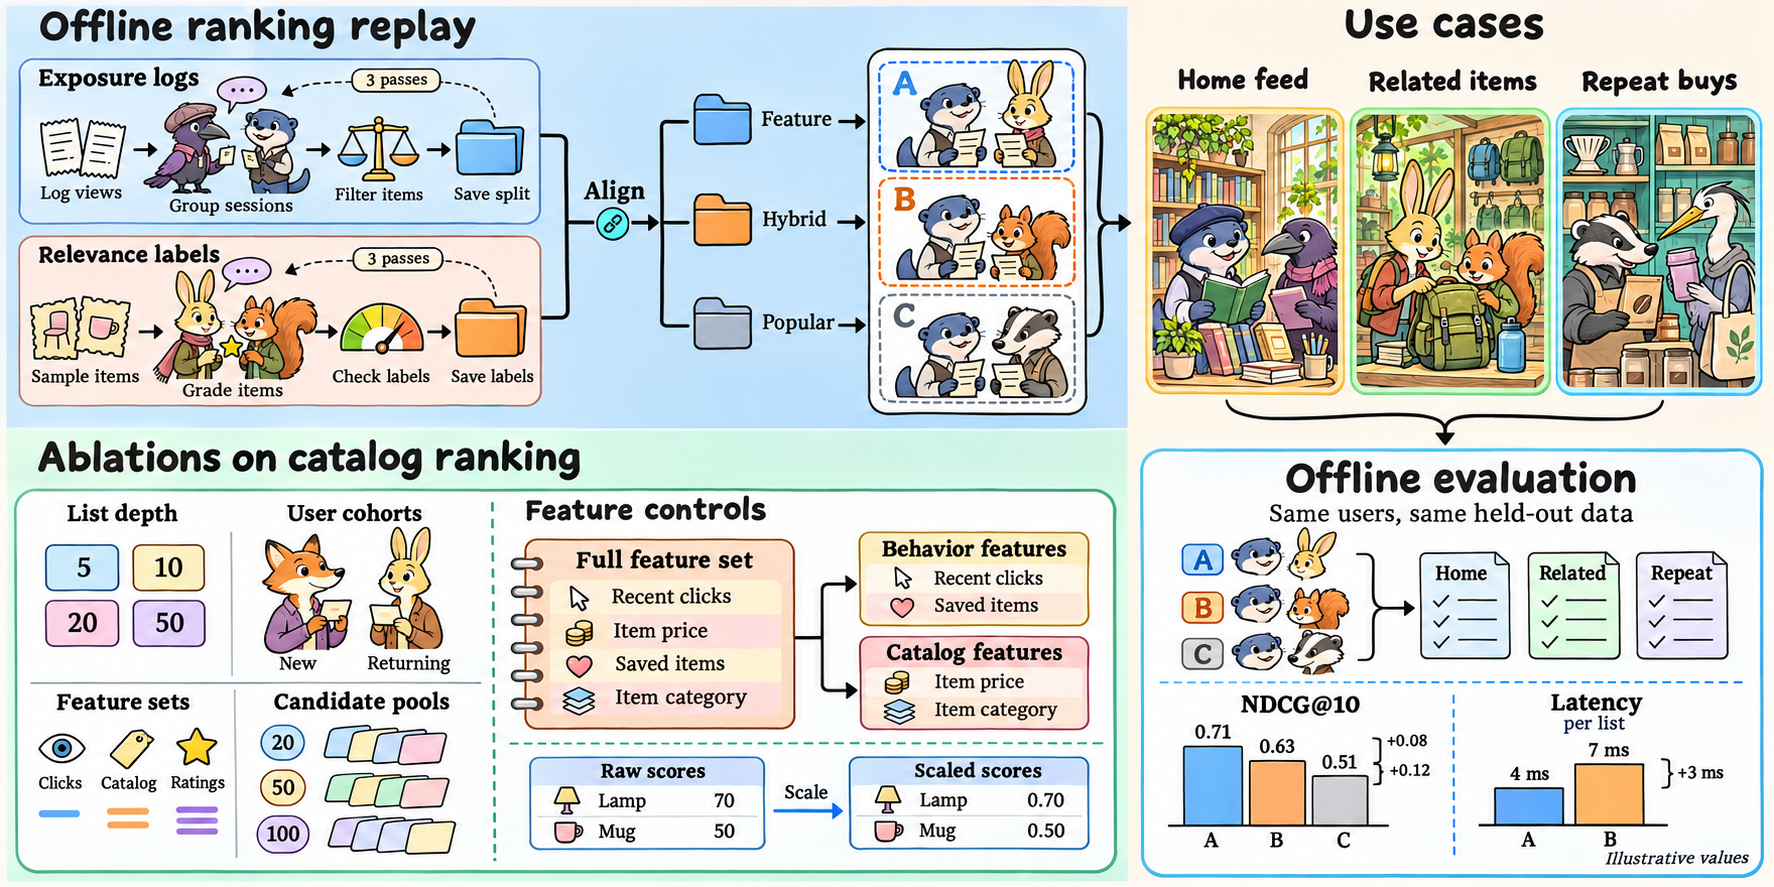 Offline ranking replay
Exposure logs
3 passes
Log views
Group sessions
Filter items
Save split
Relevance labels
3 passes
Sample items
Grade items
Check labels
Save labels
Align
Feature
Hybrid
Popular
A
B
C
Use cases
Home feed
Related items
Repeat buys
Ablations on catalog ranking
List depth
5
10
20
50
User cohorts
New
Returning
Feature sets
Clicks
Catalog
Ratings
Candidate pools
20
50
100
Feature controls
Full feature set
Recent clicks
Item price
Saved items
Item category
Behavior features
Recent clicks
Saved items
Catalog features
Item price
Item category
Raw scores
Lamp 70
Mug 50
Scale
Scaled scores
Lamp 0.70
Mug 0.50
Offline evaluation
Same users, same held-out data
A
B
C
Home
Related
Repeat
NDCG@10
0.71
0.63
0.51
+0.08
+0.12
A
B
C
Latency
per list
4 ms
7 ms
+3 ms
A
B
Illustrative values